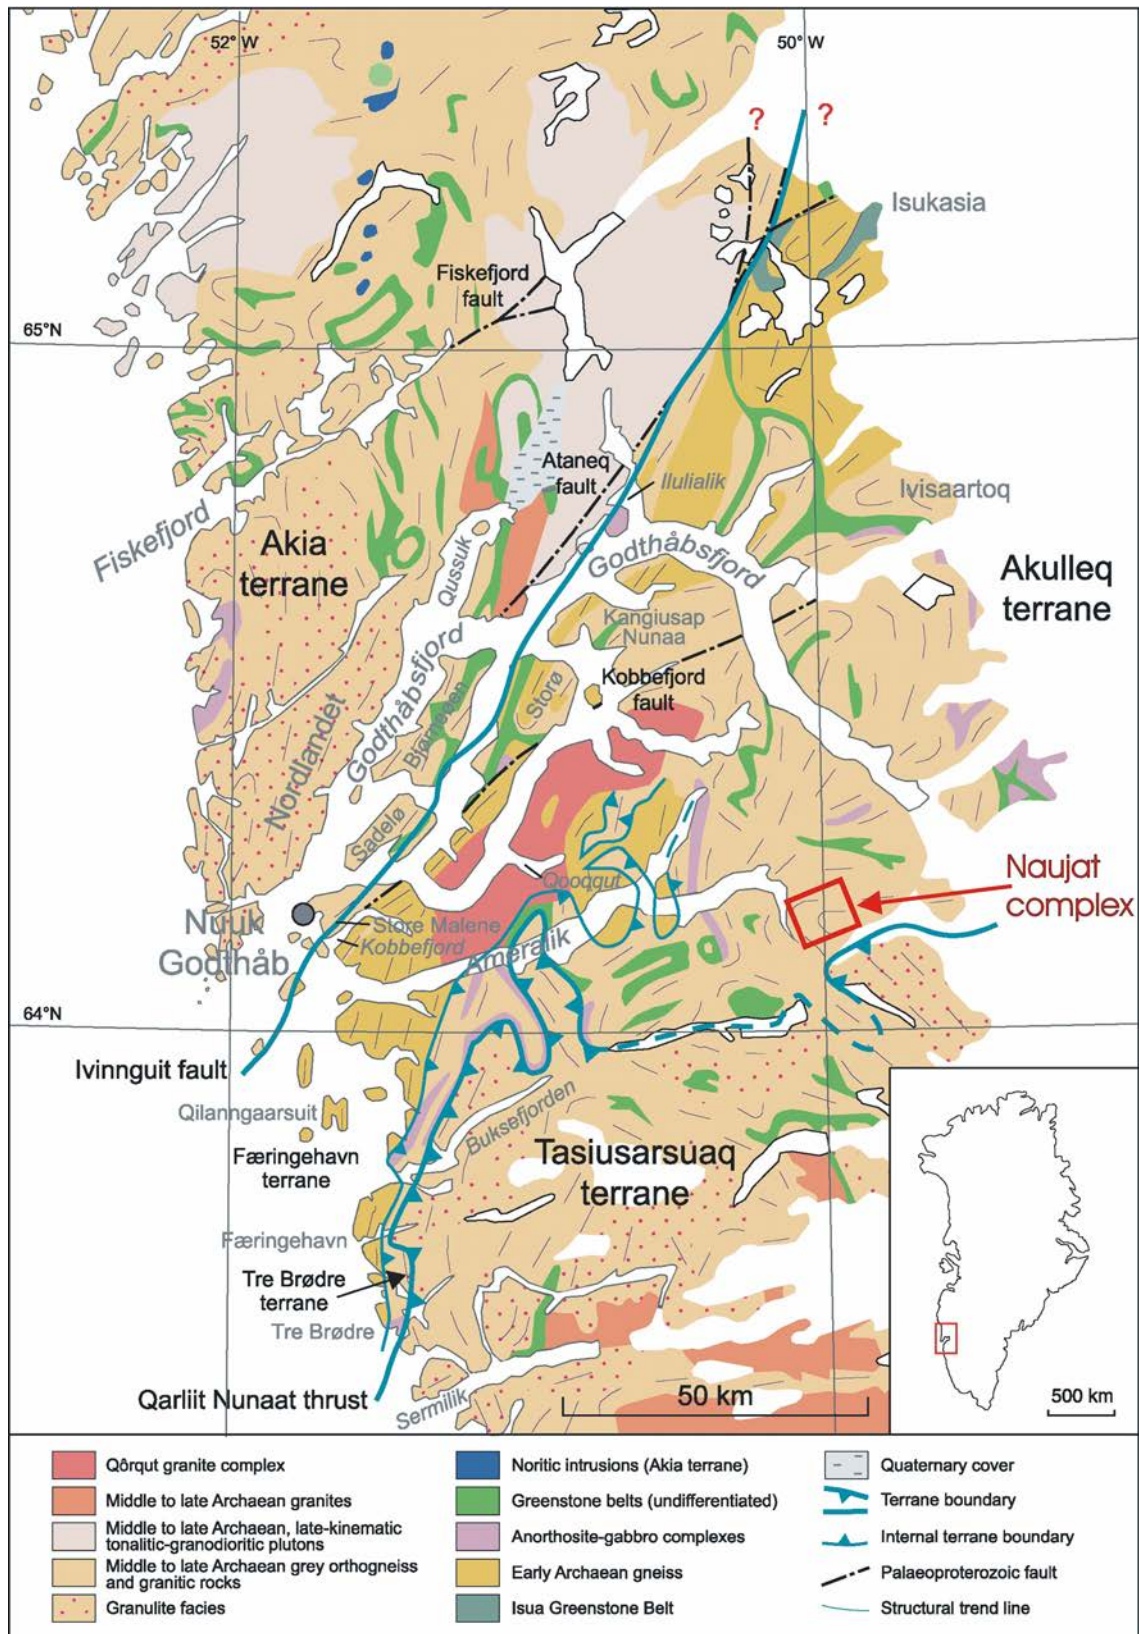 52° W
50° W
?
?
Isukasia
Fiskefjord
fault
65°N
Ataneq
fault
Ilulialik
Ivisaartoq
Fiskefjord
Akia
terrane
Qussuk
Godthåbsfjord
Akulleq
terrane
Kangiusap
Nunaa
Godthåbsfjord
Storø
Kobbefjord
fault
Bjørneøen
Nordlandet
Sadelø
Naujat
complex
Qooqqut
Nuuk
Godthåb
Store Malene
Kobbefjord
Ameralik
64°N
Ivinnguit fault
Qilanngaarsuit
Buksefjorden
Færingehavn
terrane
Tasiusarsuaq
terrane
Færingehavn
Tre Brødre
terrane
Tre Brødre
Qarliit Nunaat thrust
Sermilik
50 km
500 km
Qôrqut granite complex
Middle to late Archaean granites
Middle to late Archaean, late-kinematic
tonalitic-granodioritic plutons
Middle to late Archaean grey orthogneiss
and granitic rocks
Granulite facies
Noritic intrusions (Akia terrane)
Greenstone belts (undifferentiated)
Anorthosite-gabbro complexes
Early Archaean gneiss
Isua Greenstone Belt
Quaternary cover
Terrane boundary
Internal terrane boundary
Palaeoproterozoic fault
Structural trend line